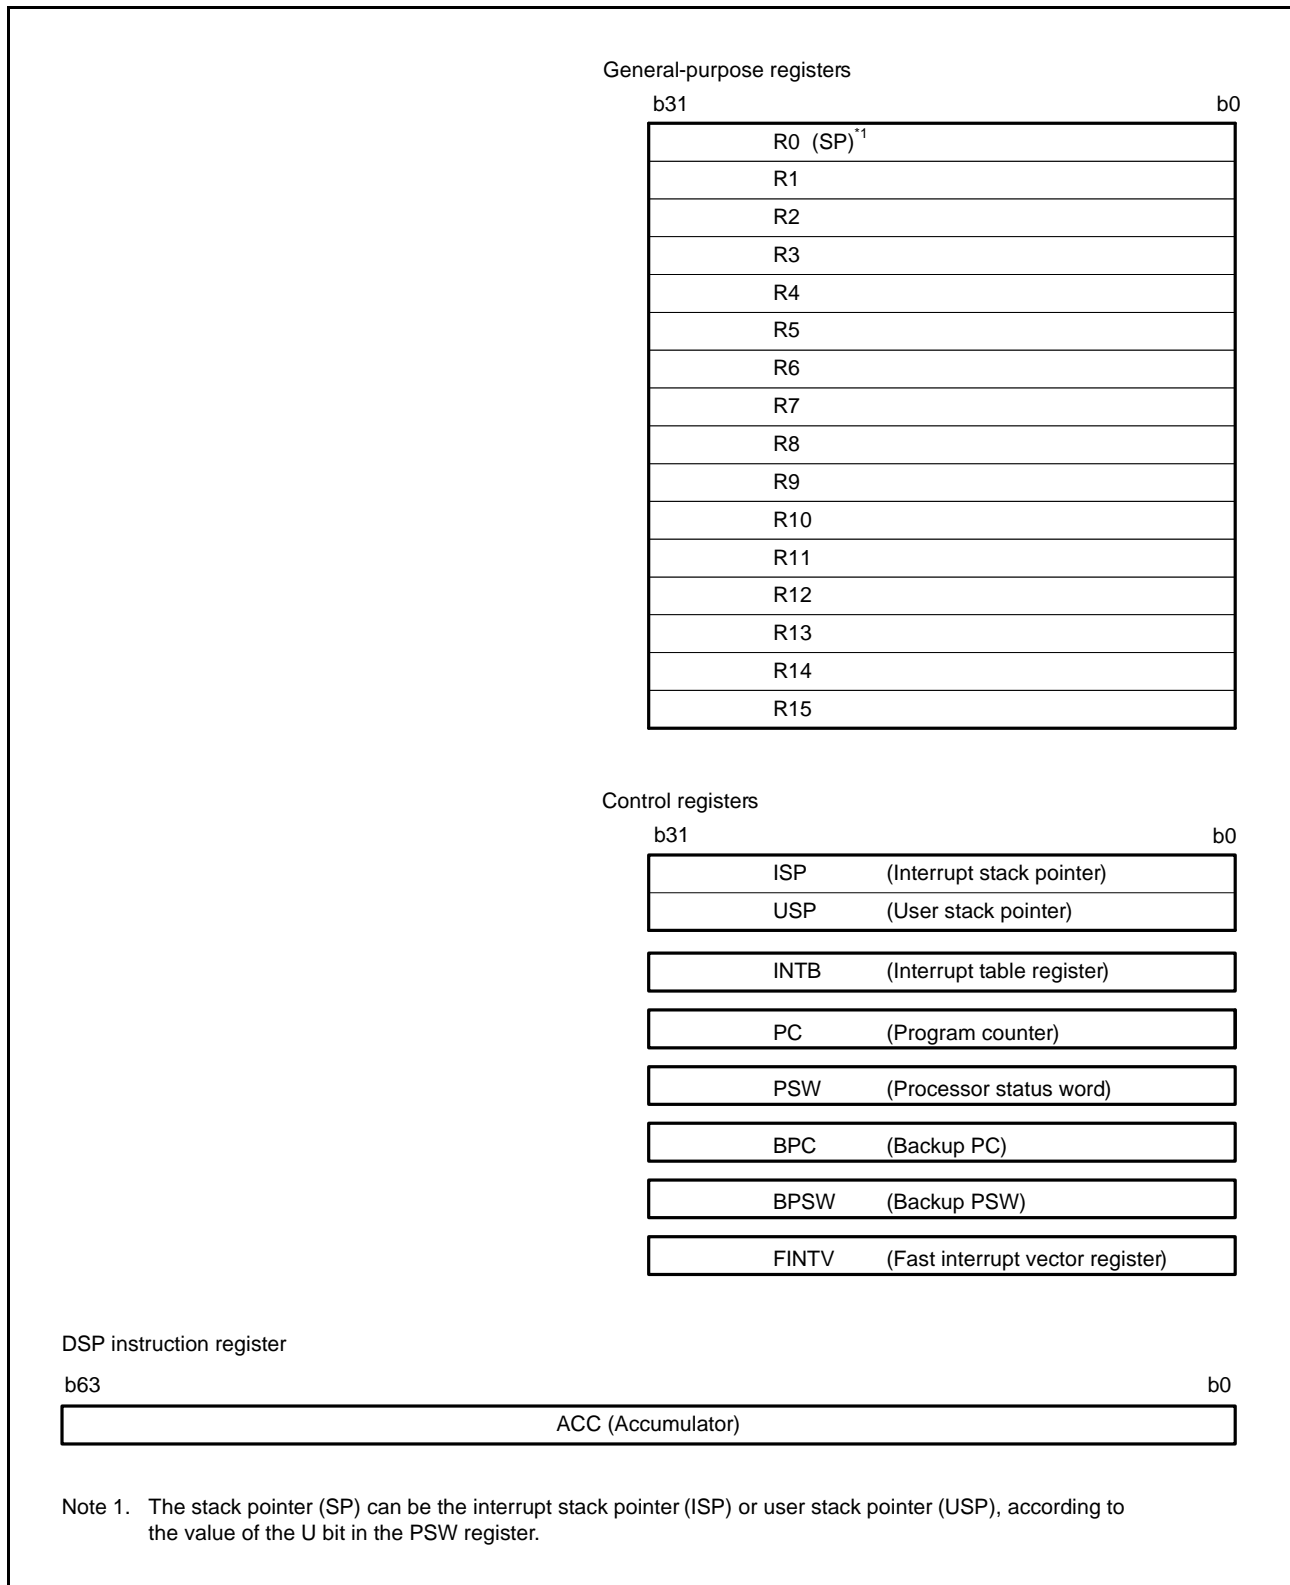 General-purpose registers
b31 b0
R0 (SP)*1
R1
R2
R3
R4
R5
R6
R7
R8
R9
R10
R11
R12
R13
R14
R15
Control registers
b31 b0
ISP (Interrupt stack pointer)
USP (User stack pointer)
INTB (Interrupt table register)
PC (Program counter)
PSW (Processor status word)
BPC (Backup PC)
BPSW (Backup PSW)
FINTV (Fast interrupt vector register)
DSP instruction register
b63 b0
ACC (Accumulator)
Note 1. The stack pointer (SP) can be the interrupt stack pointer (ISP) or user stack pointer (USP), according to
the value of the U bit in the PSW register.